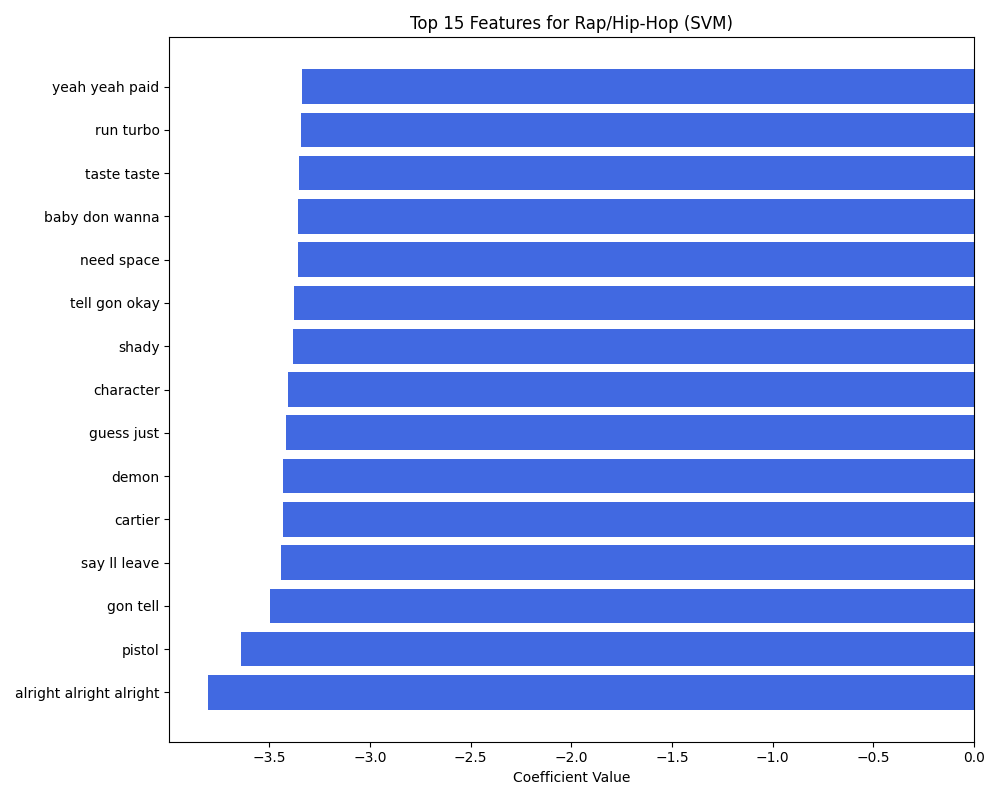 Top 15 Features for Rap/Hip-Hop (SVM)
yeah yeah paid
run turbo
taste taste
baby don wanna
need space
tell gon okay
shady
character
guess just
demon
cartier
say ll leave
gon tell
pistol
alright alright alright
−3.5 −3.0 −2.5 −2.0 −1.5 −1.0 −0.5 0.0
Coefficient Value